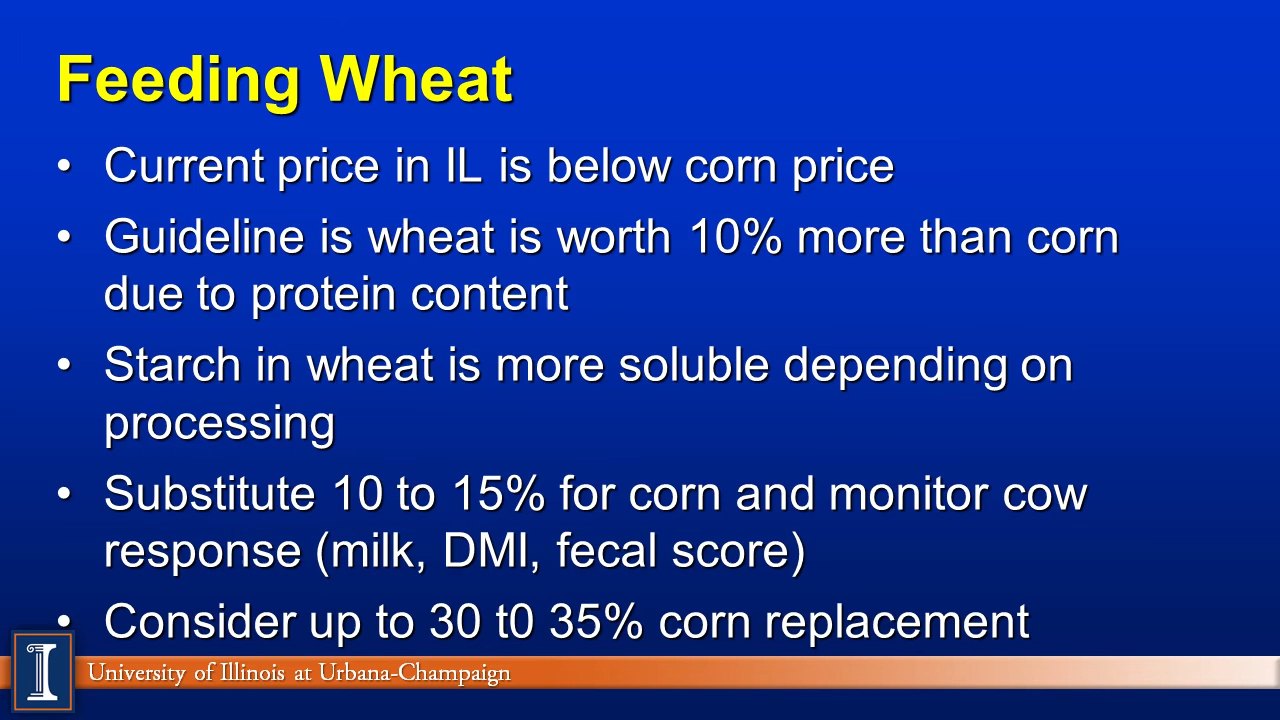 Feeding Wheat
• Current price in IL is below corn price
• Guideline is wheat is worth 10% more than corn
due to protein content
• Starch in wheat is more soluble depending on
processing
• Substitute 10 to 15% for corn and monitor cow
response (milk, DMI, fecal score)
• Consider up to 30 t0 35% corn replacement
I
University of Illinois at Urbana-Champaign